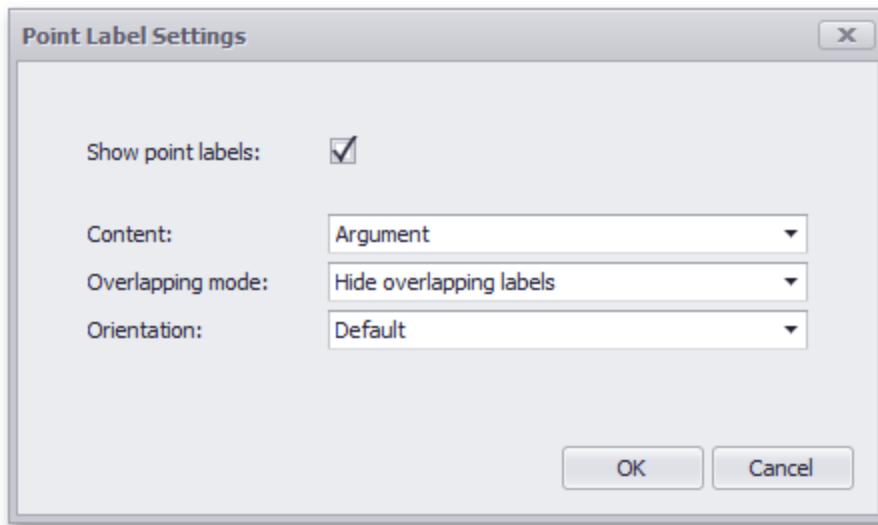 Point Label Settings
Show point labels:
Content: Argument
Overlapping mode: Hide overlapping labels
Orientation: Default
OK Cancel